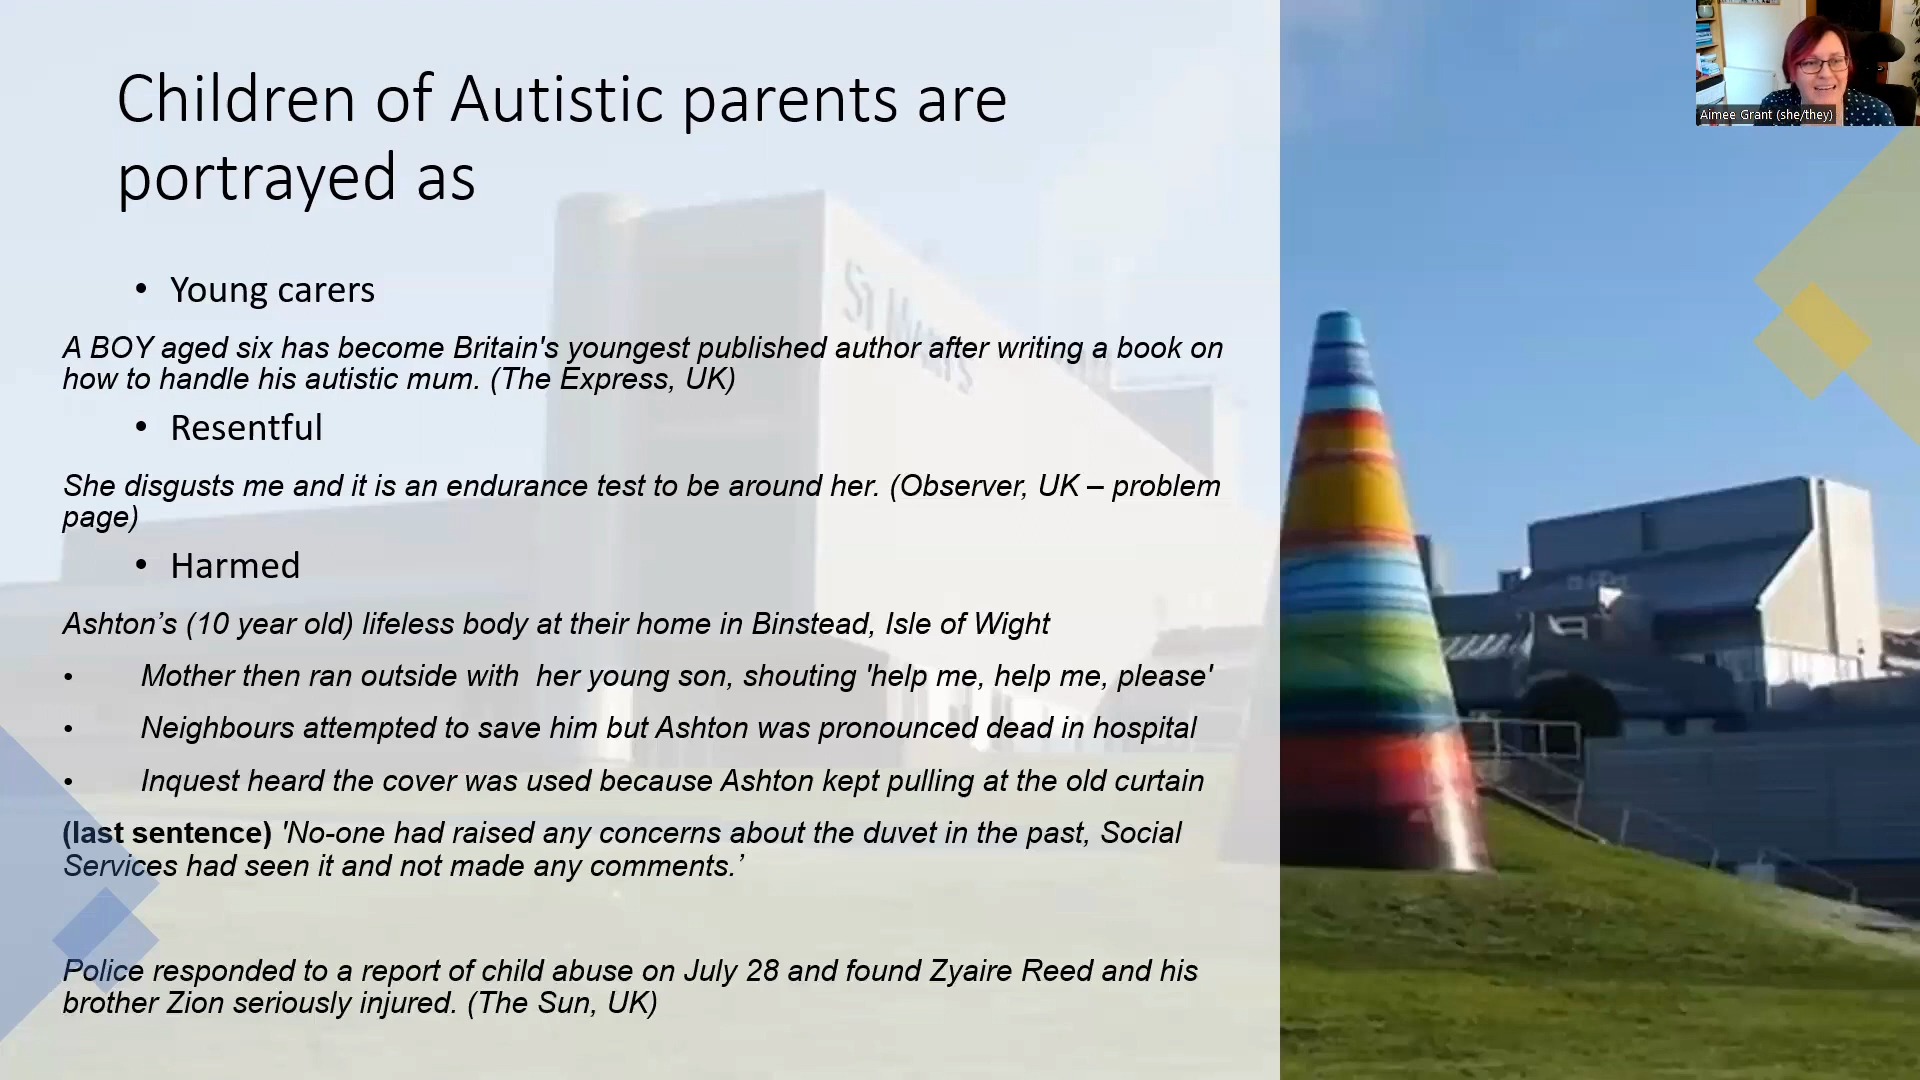 Children of Autistic parents are
portrayed as
• Young carers
A BOY aged six has become Britain's youngest published author after writing a book on
how to handle his autistic mum. (The Express, UK)
• Resentful
She disgusts me and it is an endurance test to be around her. (Observer, UK – problem
page)
• Harmed
Ashton’s (10 year old) lifeless body at their home in Binstead, Isle of Wight
• Mother then ran outside with  her young son, shouting 'help me, help me, please'
• Neighbours attempted to save him but Ashton was pronounced dead in hospital
• Inquest heard the cover was used because Ashton kept pulling at the old curtain
(last sentence) 'No-one had raised any concerns about the duvet in the past, Social
Services had seen it and not made any comments.’
Police responded to a report of child abuse on July 28 and found Zyaire Reed and his
brother Zion seriously injured. (The Sun, UK)
Aimee Grant (she/they)